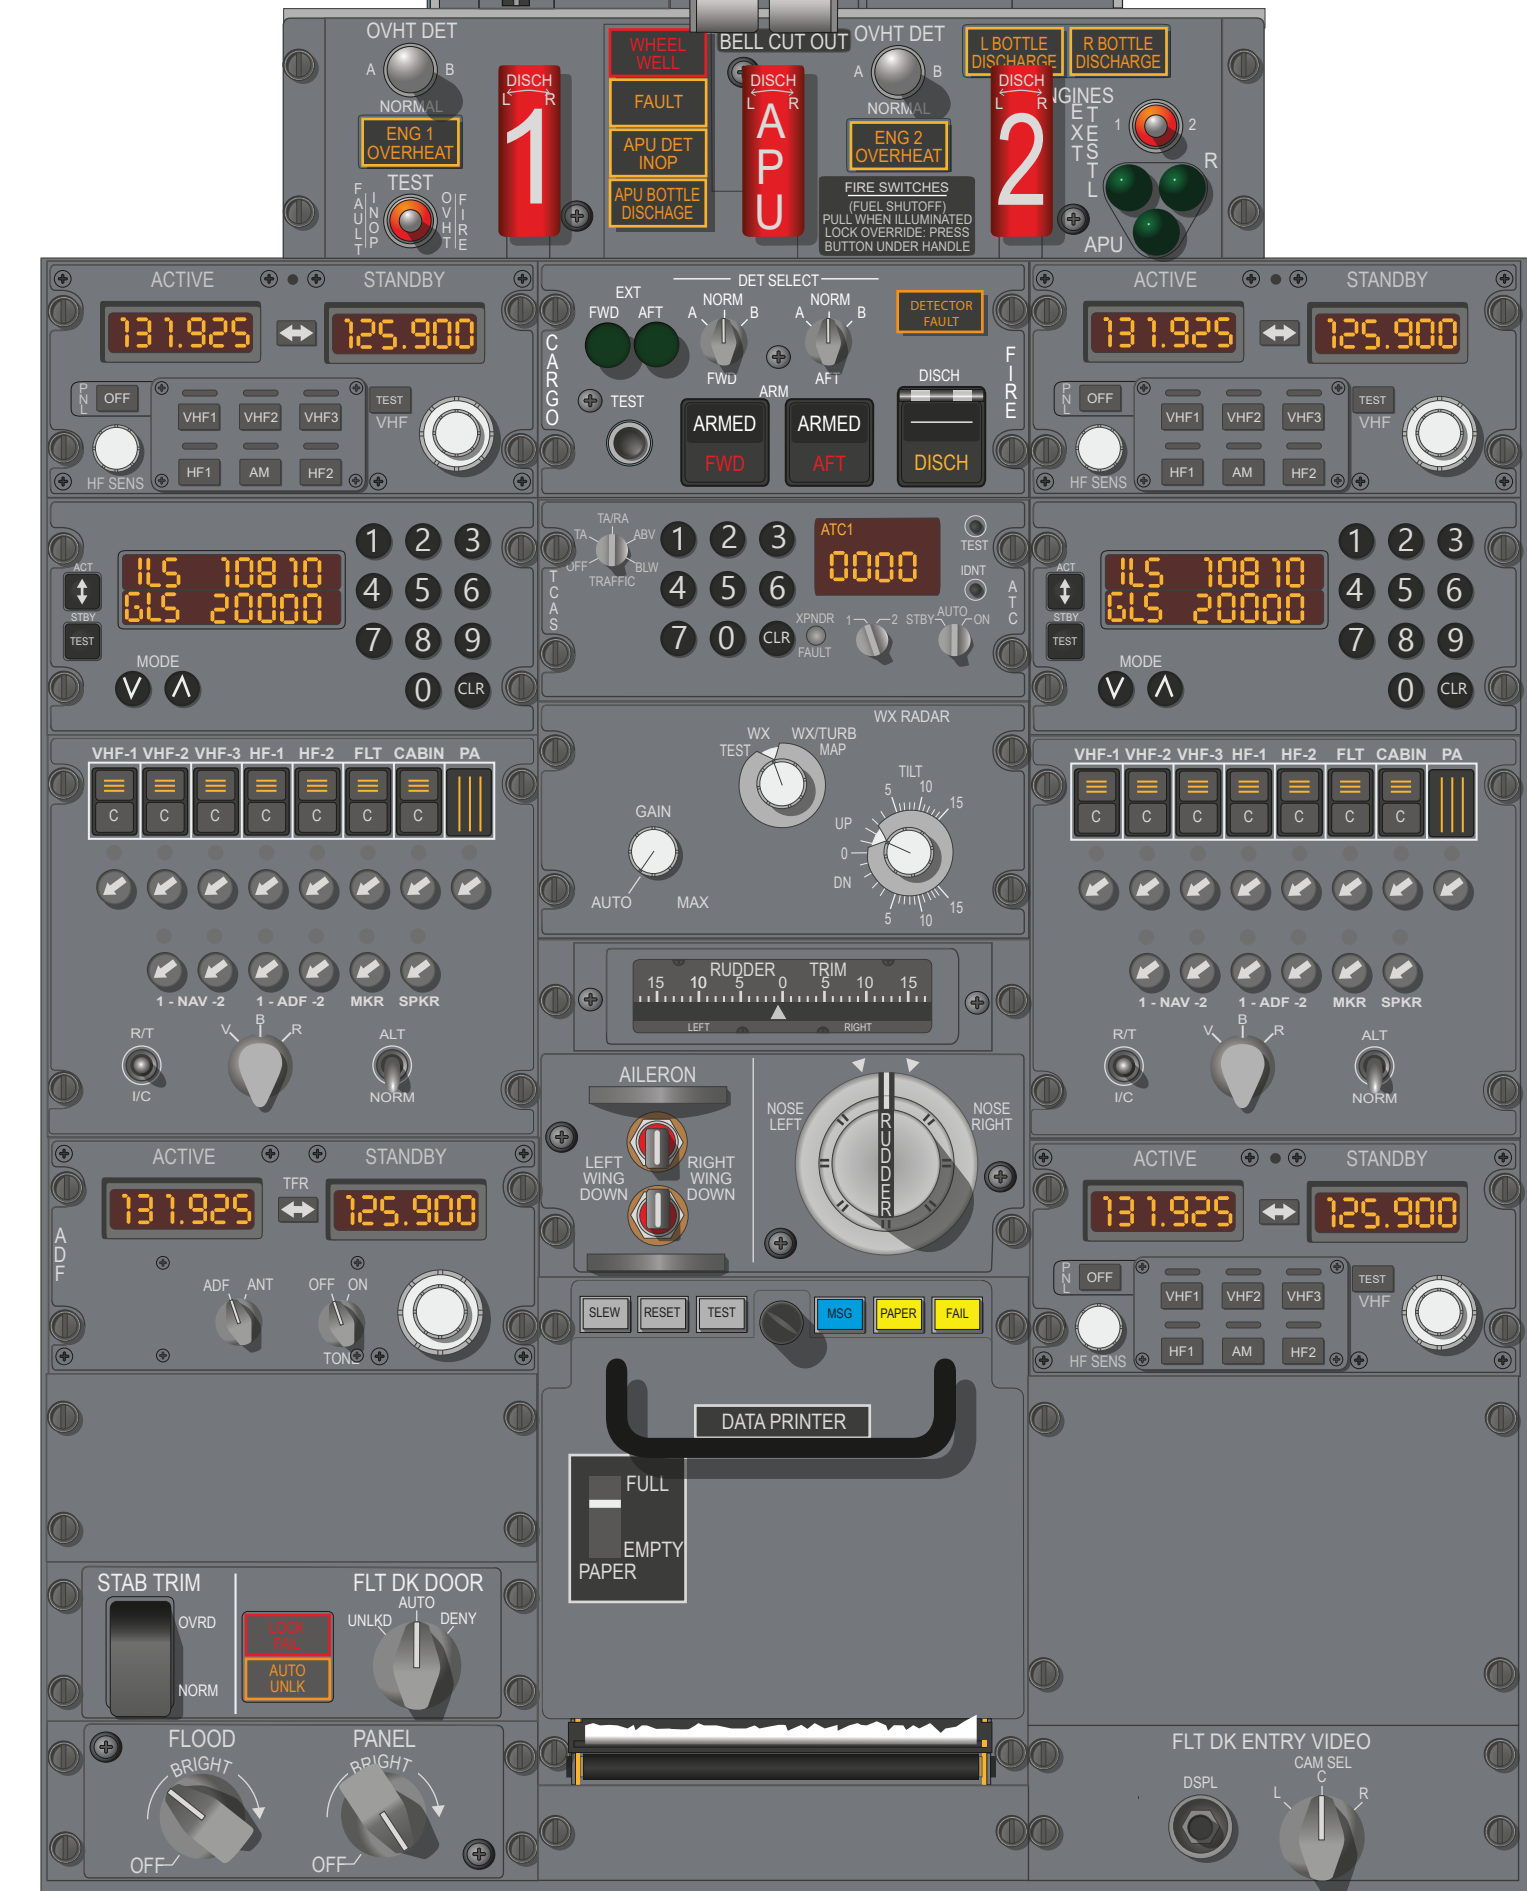 OVHT DET
A B
NORMAL
ENG 1
OVERHEAT
TEST
FAULT
INOP
OVHT
FIRE
DISCH
L R
1
WHEEL
WELL
FAULT
APU DET
INOP
APU BOTTLE
DISCHAGE
BELL CUT OUT
DISCH
L R
APU
OVHT DET
A B
NORMAL
ENG 2
OVERHEAT
FIRE SWITCHES
(FUEL SHUTOFF)
PULL WHEN ILLUMINATED
LOCK OVERRIDE: PRESS
BUTTON UNDER HANDLE
L BOTTLE
DISCHARGE
R BOTTLE
DISCHARGE
DISCH
L R
2
NGINES
EXT
TEST
1 2
L
R
APU
ACTIVE
STANDBY
131.925
125.900
PNL
OFF
VHF1 VHF2 VHF3
TEST
VHF
HF SENS
HF1 AM HF2
CARGO
EXT
FWD AFT
DET SELECT
NORM
A B
FWD
NORM
A B
AFT
DETECTOR
FAULT
FIRE
TEST
ARM
ARMED
FWD
ARMED
AFT
DISCH
DISCH
ACTIVE
STANDBY
131.925
125.900
PNL
OFF
VHF1 VHF2 VHF3
TEST
VHF
HF SENS
HF1 AM HF2
ILS 10810
GLS 20000
ACT
STBY
TEST
MODE
1 2 3
4 5 6
7 8 9
0 CLR
TCAS
TA/RA
TA ABV
OFF BLW
TRAFFIC
1 2 3
4 5 6
7 0 CLR
ATC1
0000
TEST
IDNT
ATC
XPNDR
FAULT
1 2
STBY AUTO ON
ILS 10810
GLS 20000
ACT
STBY
TEST
MODE
1 2 3
4 5 6
7 8 9
0 CLR
WX RADAR
TEST WX WX/TURB
MAP
GAIN
AUTO MAX
TILT
5 10 15
UP
0
DN
5 10 15
VHF-1 VHF-2 VHF-3 HF-1 HF-2 FLT CABIN PA
C C C C C C C
1 - NAV -2 1 - ADF -2 MKR SPKR
R/T
I/C
V B R
ALT
NORM
VHF-1 VHF-2 VHF-3 HF-1 HF-2 FLT CABIN PA
C C C C C C C
1 - NAV -2 1 - ADF -2 MKR SPKR
R/T
I/C
V B R
ALT
NORM
RUDDER TRIM
15 10 5 0 5 10 15
LEFT RIGHT
AILERON
LEFT
WING
DOWN
RIGHT
WING
DOWN
NOSE
LEFT
NOSE
RIGHT
RUDDER
ADF
ACTIVE
STANDBY
131.925
TFR
125.900
ADF ANT
OFF ON
TONE
ACTIVE
STANDBY
131.925
125.900
PNL
OFF
VHF1 VHF2 VHF3
TEST
VHF
HF SENS
HF1 AM HF2
SLEW RESET TEST MSG PAPER FAIL
DATA PRINTER
FULL
EMPTY
PAPER
STAB TRIM
OVRD
NORM
LOCK
FAIL
AUTO
UNLK
FLT DK DOOR
UNLKD AUTO DENY
FLOOD
BRIGHT
OFF
PANEL
BRIGHT
OFF
FLT DK ENTRY VIDEO
DSPL
CAM SEL
L C R